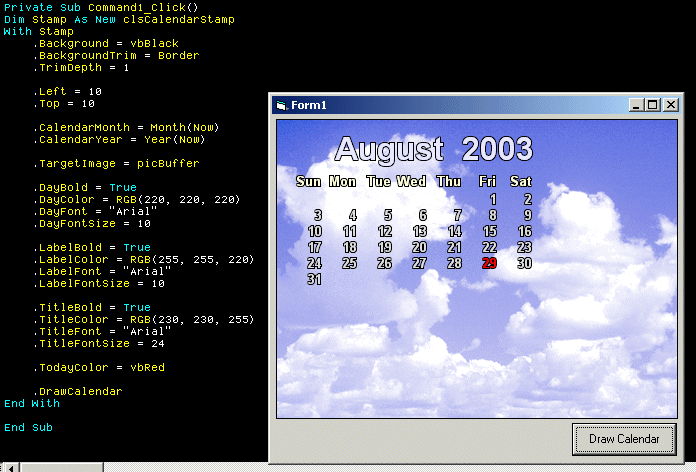 Private Sub Command1_Click()
Dim Stamp As New clsCalendarStamp
With Stamp
.Background = vbBlack
.BackgroundTrim = Border
.TrimDepth = 1
.Left = 10
.Top = 10
.CalendarMonth = Month(Now)
.CalendarYear = Year(Now)
.TargetImage = picBuffer
.DayBold = True
.DayColor = RGB(220, 220, 220)
.DayFont = "Arial"
.DayFontSize = 10
.LabelBold = True
.LabelColor = RGB(255, 255, 220)
.LabelFont = "Arial"
.LabelFontSize = 10
.TitleBold = True
.TitleColor = RGB(230, 230, 255)
.TitleFont = "Arial"
.TitleFontSize = 24
.TodayColor = vbRed
.DrawCalendar
End With
End Sub
Form1
August 2003
Sun Mon Tue Wed Thu Fri Sat
1 2
3 4 5 6 7 8 9
10 11 12 13 14 15 16
17 18 19 20 21 22 23
24 25 26 27 28 29 30
31
Draw Calendar